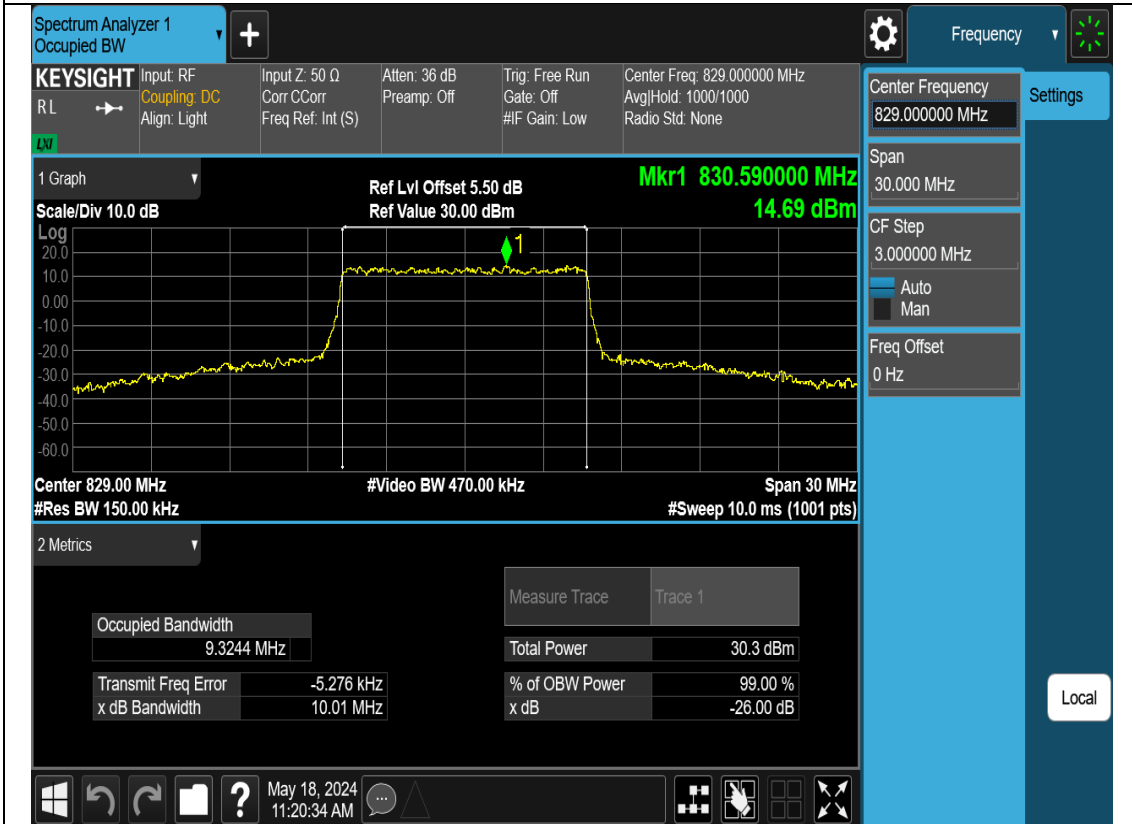 Spectrum Analyzer 1
Occupied BW
Frequency
KEYSIGHT
R L
LXI
Input: RF
Coupling: DC
Align: Light
Input Z: 50 Ω
Corr CCorr
Freq Ref: Int (S)
Atten: 36 dB
Preamp: Off
Trig: Free Run
Gate: Off
#IF Gain: Low
Center Freq: 829.000000 MHz
Avg|Hold: 1000/1000
Radio Std: None
Center Frequency
829.000000 MHz
Settings
Span
30.000 MHz
CF Step
3.000000 MHz
Auto
Man
Freq Offset
0 Hz
Local
1 Graph
Ref Lvl Offset 5.50 dB
Mkr1 830.590000 MHz
Scale/Div 10.0 dB
Ref Value 30.00 dBm
14.69 dBm
Log
1
20.0
10.0
0.00
-10.0
-20.0
-30.0
-40.0
-50.0
-60.0
Center 829.00 MHz
#Video BW 470.00 kHz
Span 30 MHz
#Res BW 150.00 kHz
#Sweep 10.0 ms (1001 pts)
2 Metrics
Measure Trace
Trace 1
Occupied Bandwidth
9.3244 MHz
Total Power
30.3 dBm
Transmit Freq Error
-5.276 kHz
% of OBW Power
99.00 %
x dB Bandwidth
10.01 MHz
x dB
-26.00 dB
?
May 18, 2024
11:20:34 AM